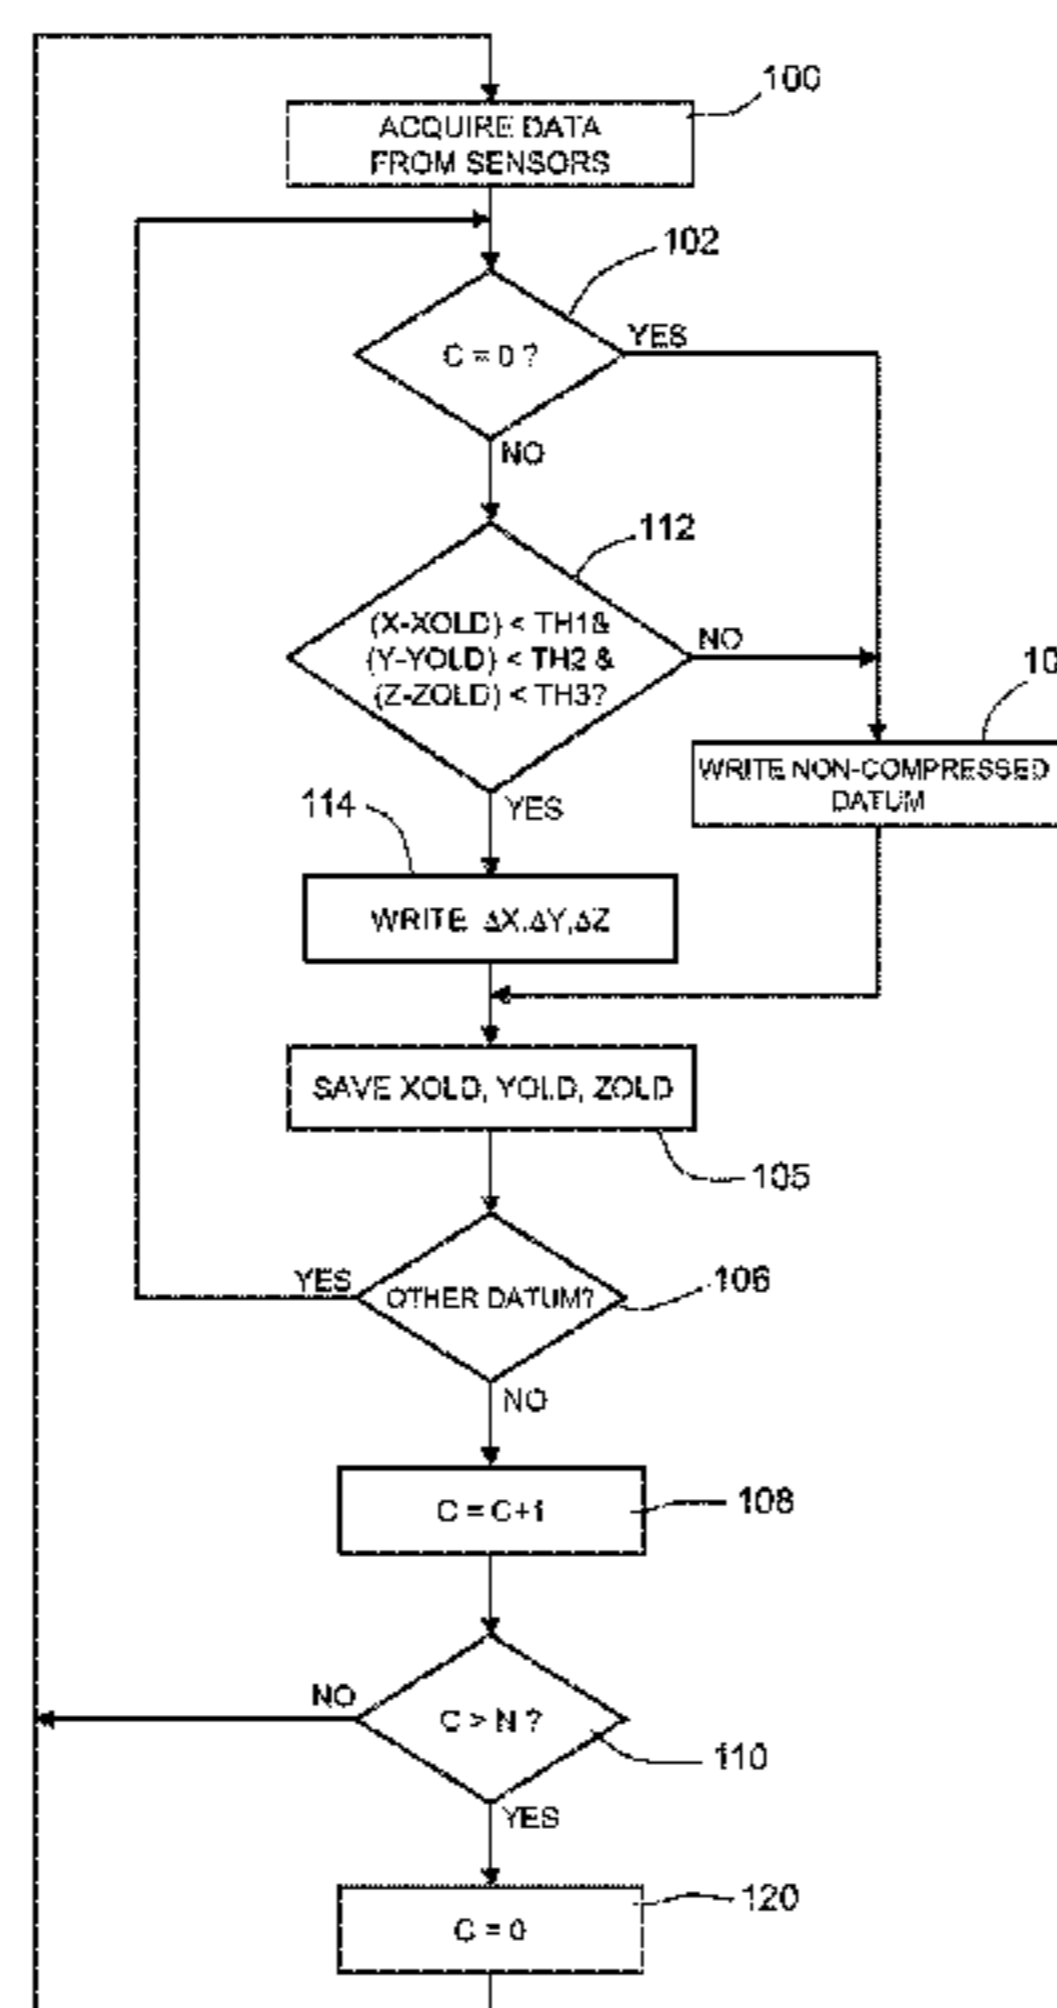 100
ACQUIRE DATA
FROM SENSORS
102
C = 0 ?
YES
NO
112
(X-XOLD) < TH1&
(Y-YOLD) < TH2 &
(Z-ZOLD) < TH3?
NO
10
WRITE NON-COMPRESSED
DATUM
YES
114
WRITE ΔX,ΔY,ΔZ
SAVE XOLD, YOLD, ZOLD
105
OTHER DATUM?
YES
106
NO
C = C+1
108
C > N ?
NO
110
YES
C = 0
120